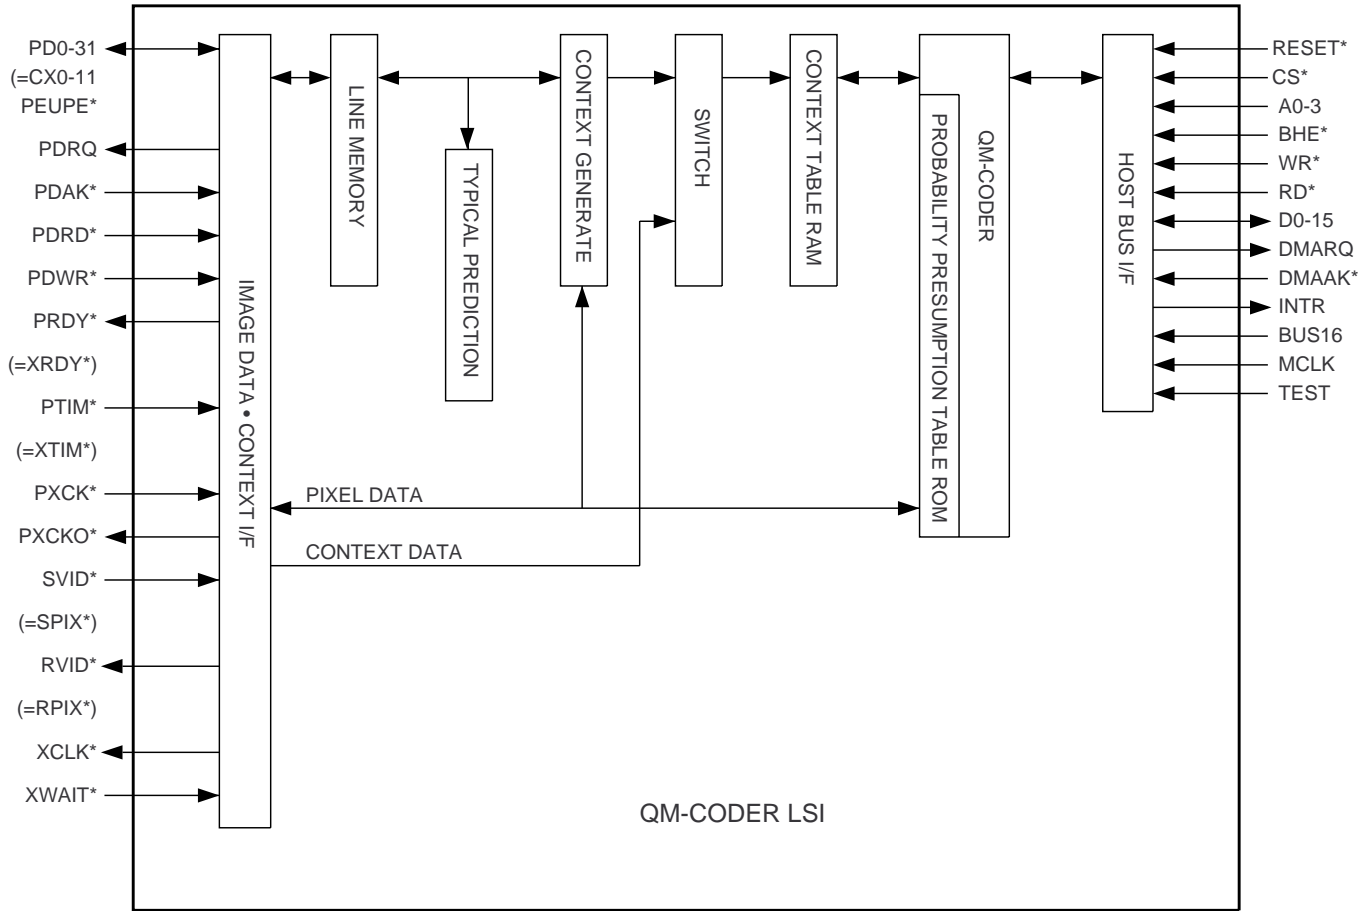 PD0-31
(=CX0-11
PEUPE*
PDRQ
PDAK*
PDRD*
PDWR*
PRDY*
(=XRDY*)
PTIM*
(=XTIM*)
PXCK*
PXCKO*
SVID*
(=SPIX*)
RVID*
(=RPIX*)
XCLK*
XWAIT*
IMAGE DATA • CONTEXT I/F
LINE MEMORY
TYPICAL PREDICTION
CONTEXT GENERATE
SWITCH
CONTEXT TABLE RAM
PROBABILITY PRESUMPTION TABLE ROM
QM-CODER
HOST BUS I/F
PIXEL DATA
CONTEXT DATA
QM-CODER LSI
RESET*
CS*
A0-3
BHE*
WR*
RD*
D0-15
DMARQ
DMAAK*
INTR
BUS16
MCLK
TEST